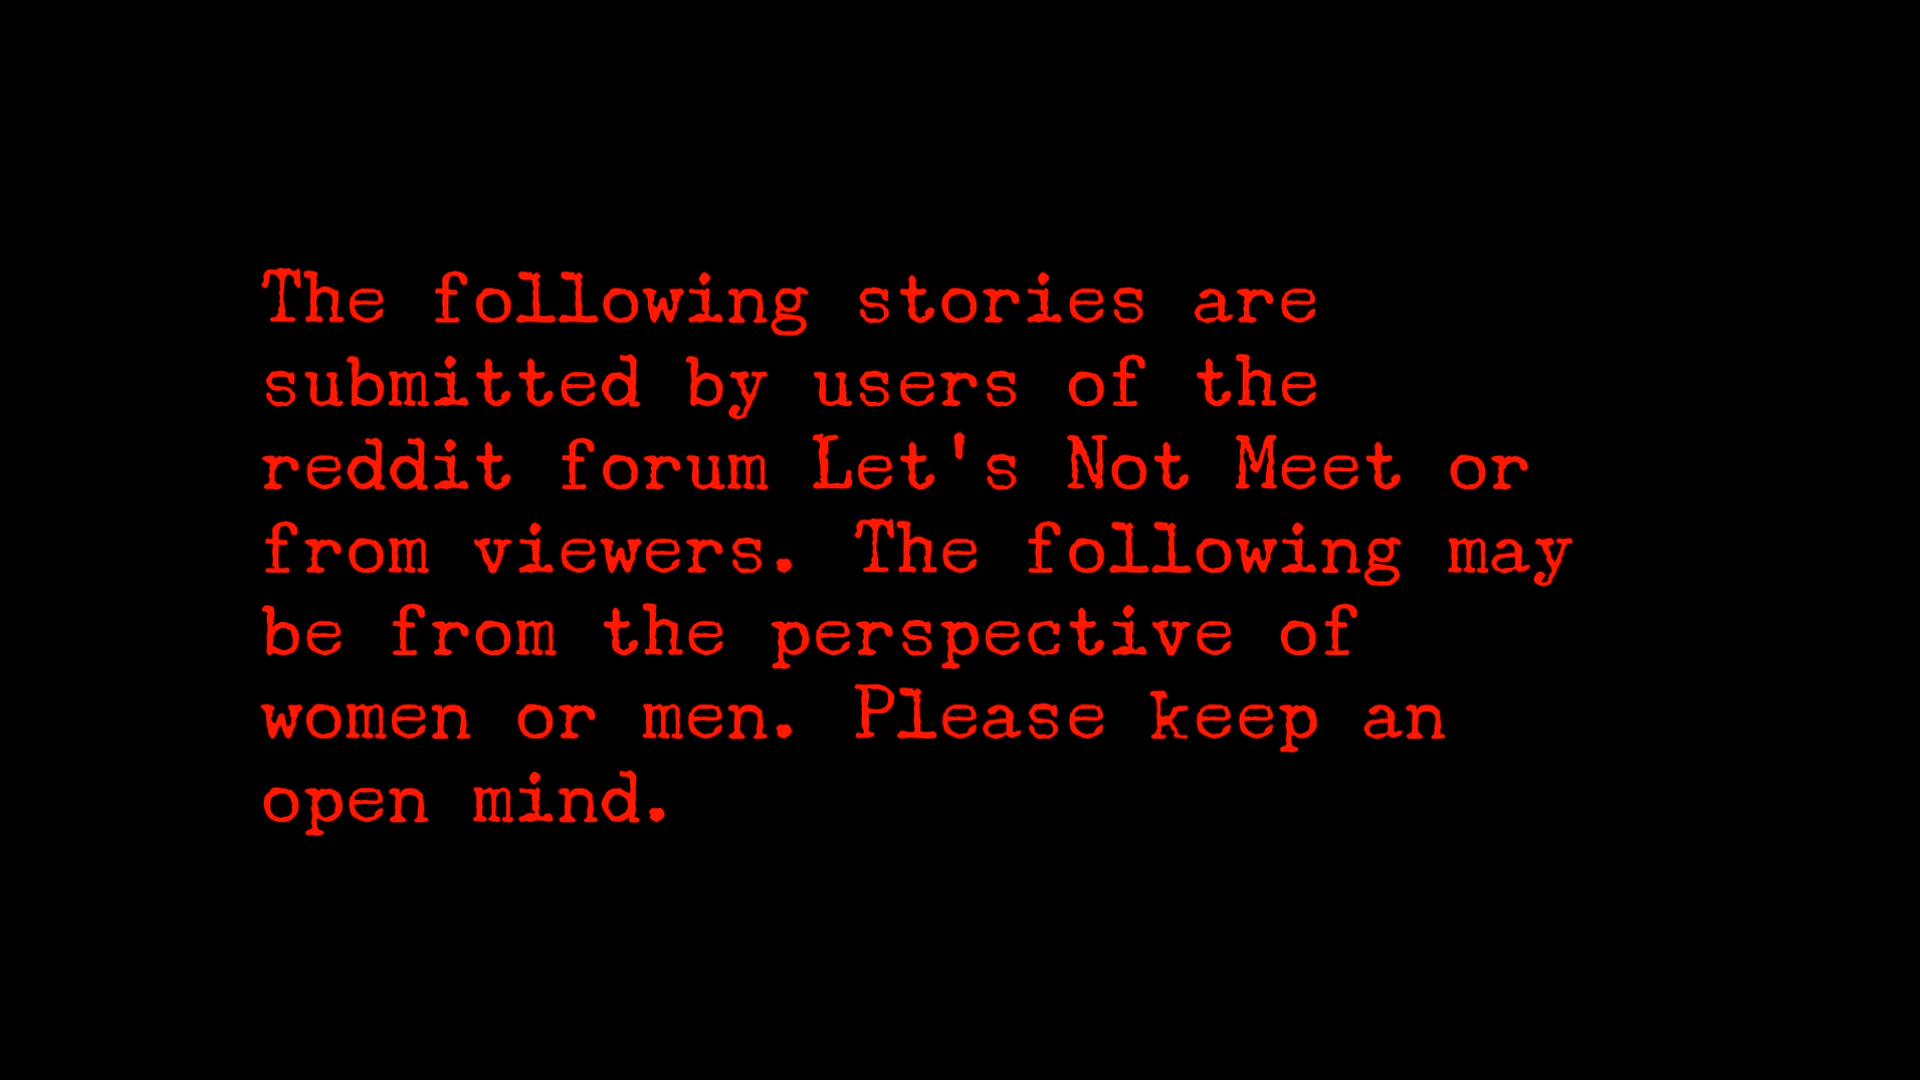 The following stories are
submitted by users of the
reddit forum Let's Not Meet or
from viewers. The following may
be from the perspective of
women or men. Please keep an
open mind.